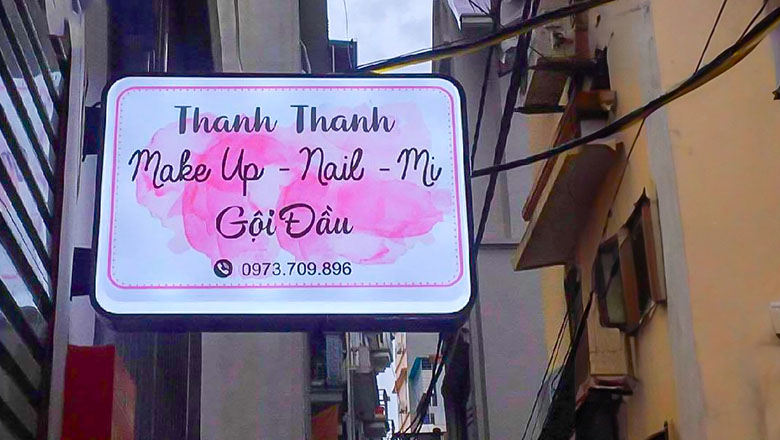 Thanh Thanh
Make Up - Nail - Mi
Gội Đầu
0973.709.896